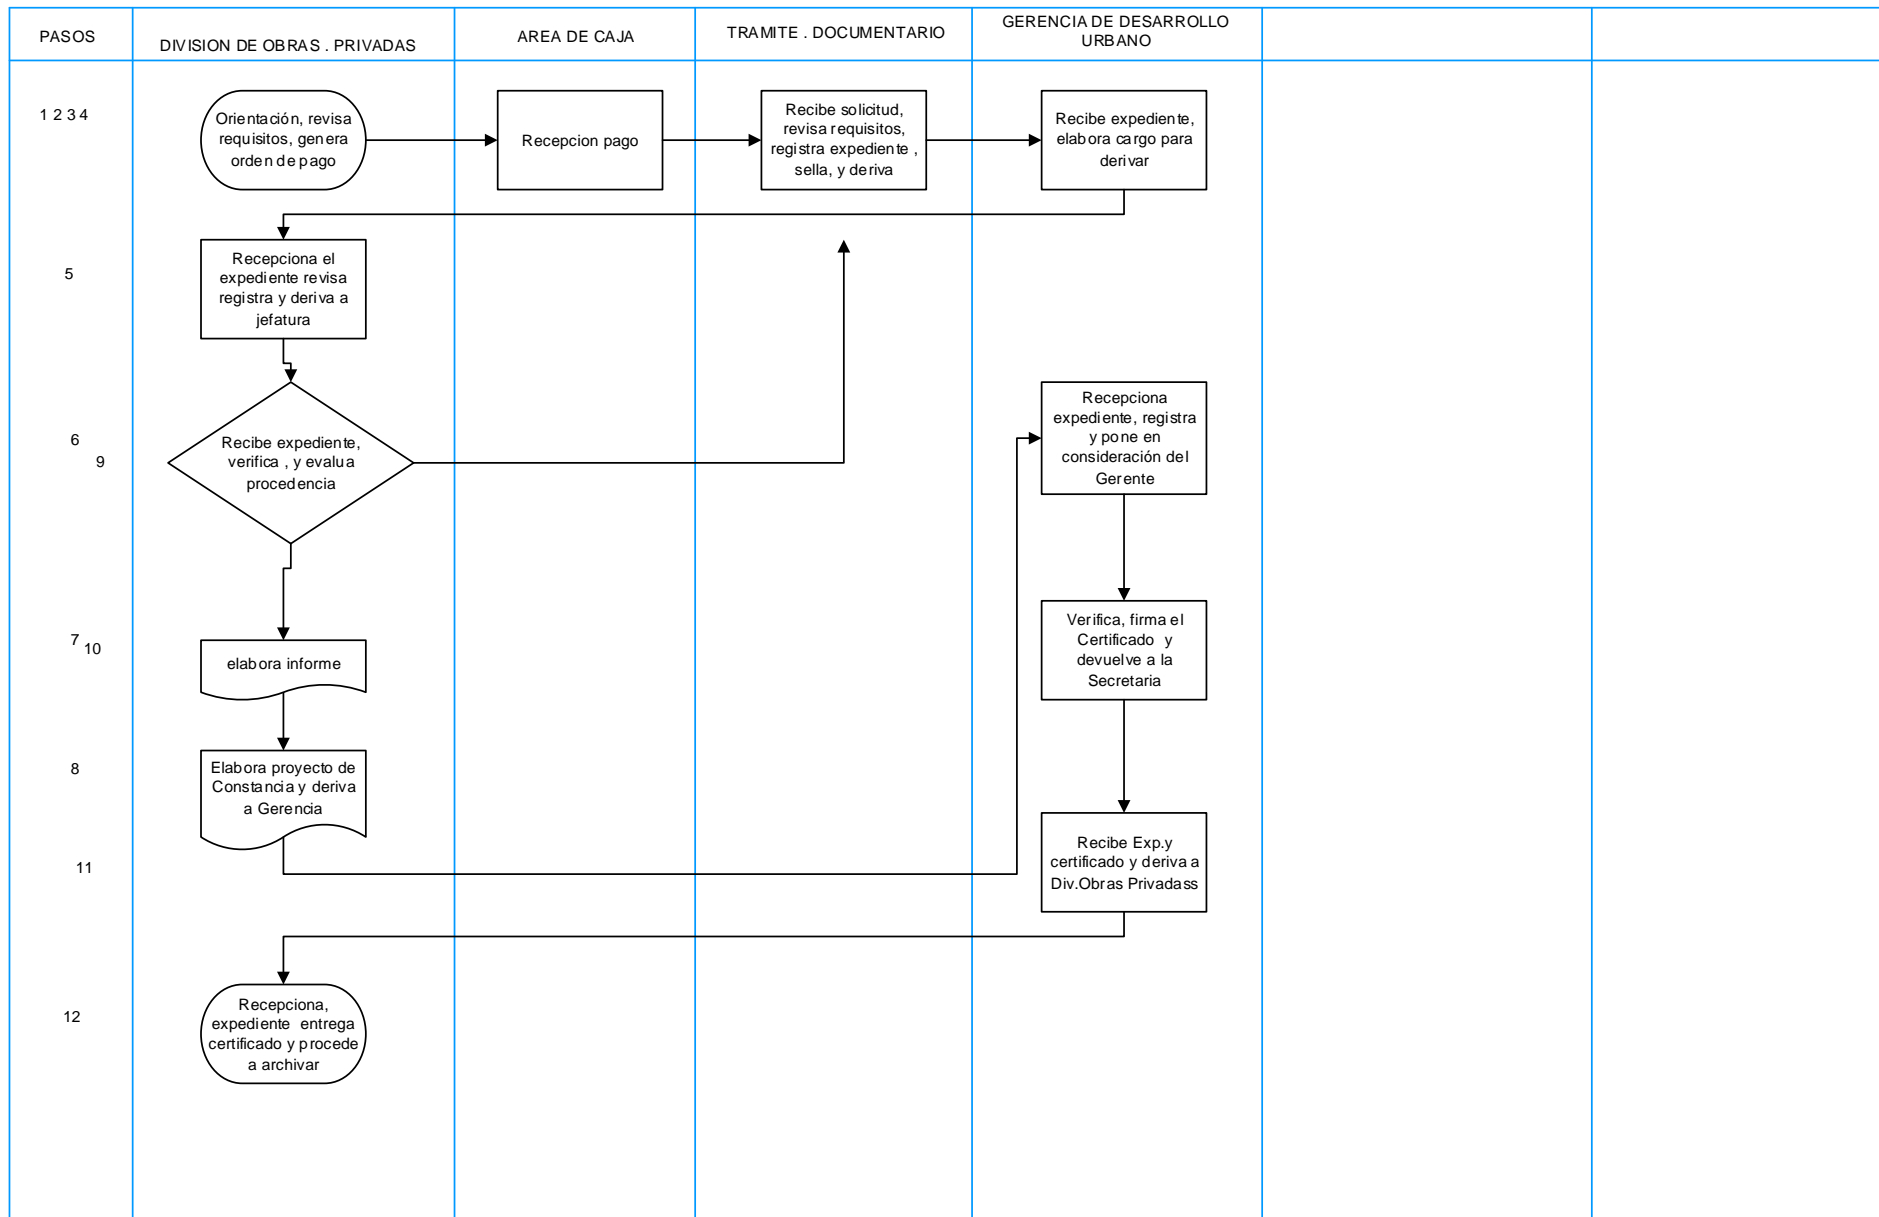 PASOS
DIVISION DE OBRAS . PRIVADAS
AREA DE CAJA
TRAMITE . DOCUMENTARIO
GERENCIA DE DESARROLLO
URBANO
1 2 3 4
Orientación, revisa
requisitos, genera
orden de pago
Recepcion pago
Recibe solicitud,
revisa requisitos,
registra expediente ,
sella, y deriva
Recibe expediente,
elabora cargo para
derivar
5
Recepciona el
expediente revisa
registra y deriva a
jefatura
6
9
Recibe expediente,
verifica , y evalua
procedencia
Recepciona
expediente, registra
y pone en
consideración del
Gerente
7
10
elabora informe
Verifica, firma el
Certificado y
devuelve a la
Secretaria
8
Elabora proyecto de
Constancia y deriva
a Gerencia
11
Recibe Exp.y
certificado y deriva a
Div.Obras Privadass
12
Recepciona,
expediente entrega
certificado y procede
a archivar